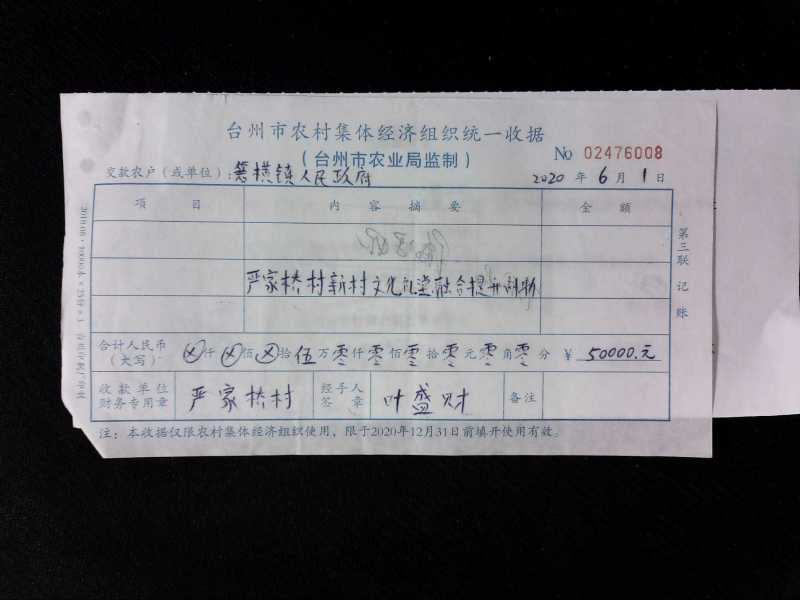 台州市农村集体经济组织统一收据
(台州市农业局监制)
No 02476008
交款农户(或单位):箬横镇人民政府
2020 年 6 月 1 日
项 目 内 容 摘 要 金 额
严家桥村新村文化礼堂融合提升
合计人民币
(大写)
仟 佰 拾 伍 万 零 仟 零 佰 零 拾 零 元 零 角 零 分 ¥ 50000.元
收款单位
财务专用章
严家桥村
经手人
签 章
叶盛财
备注
注:本收据仅限农村集体经济组织使用,限于2020年12月31日前填开使用有效。
第三联 记账